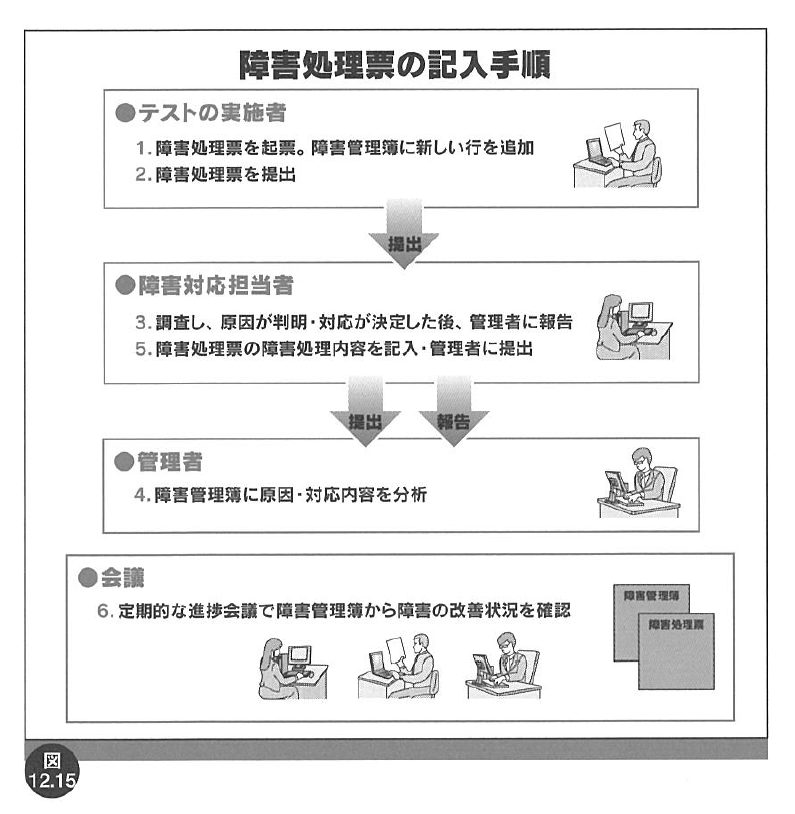 障害処理票の記入手順
●テストの実施者
1.障害処理票を起票。障害管理簿に新しい行を追加
2.障害処理票を提出
提出
●障害対応担当者
3.調査し、原因が判明・対応が決定した後、管理者に報告
5.障害処理票の障害処理内容を記入・管理者に提出
提出
報告
●管理者
4.障害管理簿に原因・対応内容を分析
●会議
6.定期的な進捗会議で障害管理簿から障害の改善状況を確認
障害管理簿
障害処理票
図
12.15